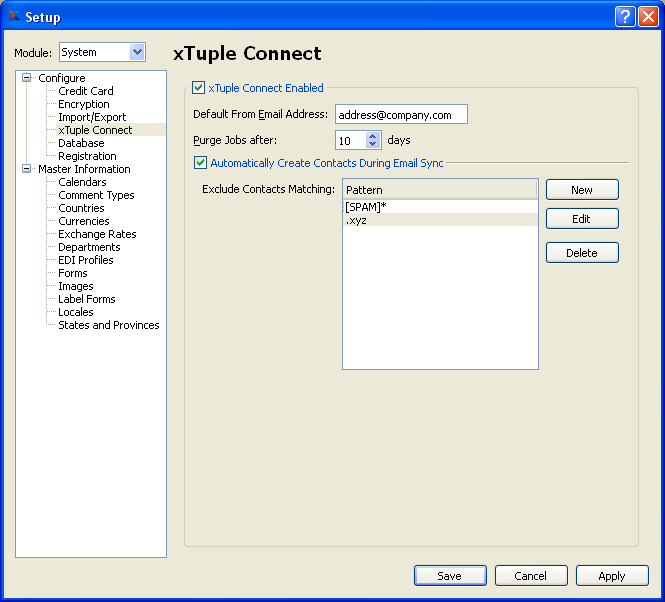 Setup
Module: System
xTuple Connect
Configure
Credit Card
Encryption
Import/Export
xTuple Connect
Database
Registration
Master Information
Calendars
Comment Types
Countries
Currencies
Exchange Rates
Departments
EDI Profiles
Forms
Images
Label Forms
Locales
States and Provinces
xTuple Connect Enabled
Default From Email Address: address@company.com
Purge Jobs after: 10 days
Automatically Create Contacts During Email Sync
Exclude Contacts Matching:
Pattern
[SPAM]*
.xyz
New
Edit
Delete
Save
Cancel
Apply